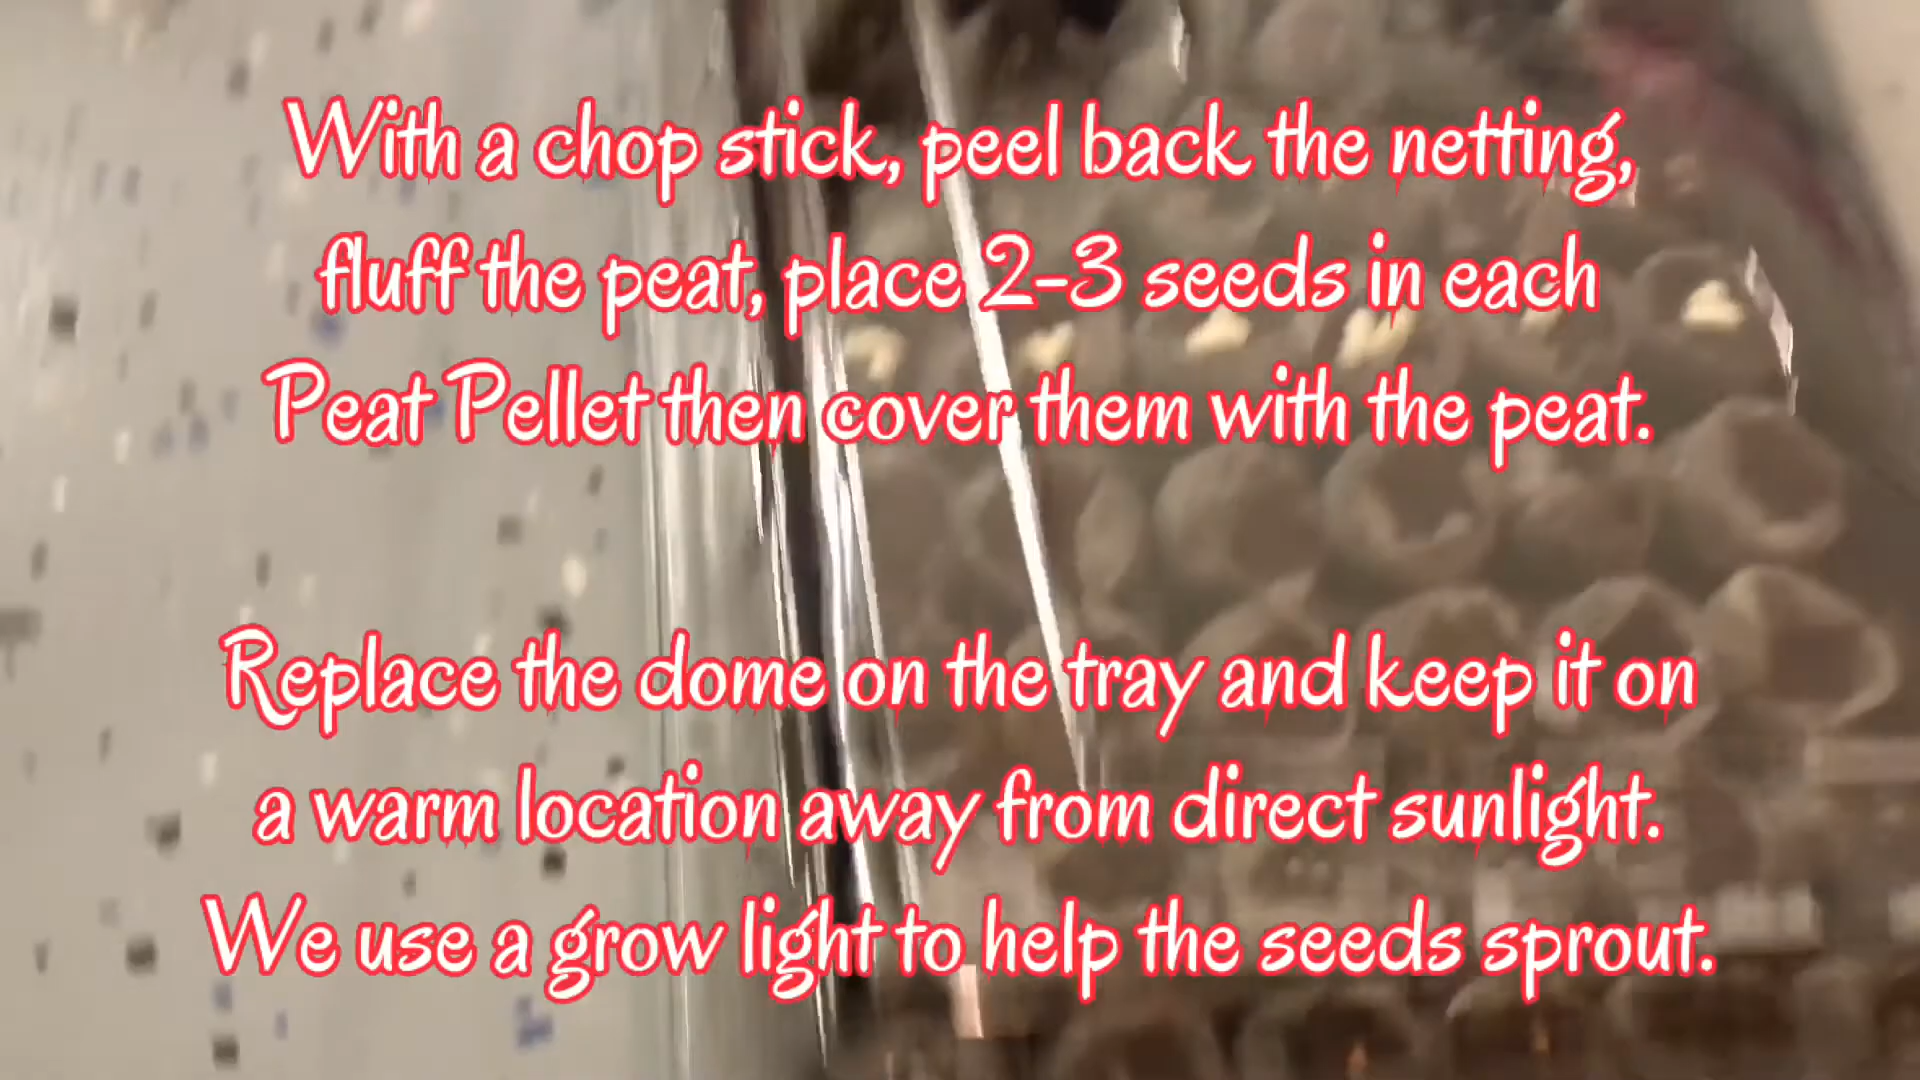 With a chop stick, peel back the netting,
fluff the peat, place 2-3 seeds in each
Peat Pellet then cover them with the peat.
Replace the dome on the tray and keep it on
a warm location away from direct sunlight.
We use a grow light to help the seeds sprout.